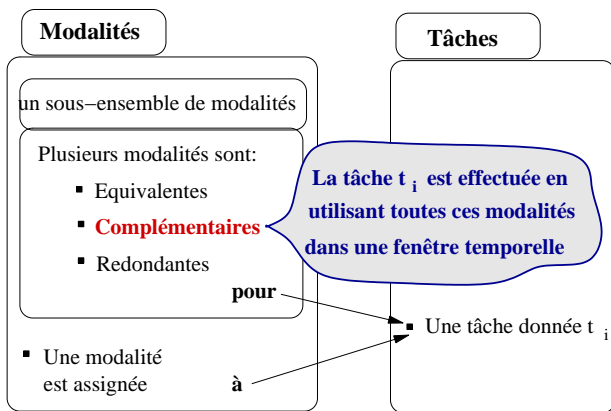 Modalités
Tâches
un sous−ensemble de modalités
Plusieurs modalités sont:
▪ Equivalentes
▪ Complémentaires
▪ Redondantes
La tâche t i est effectuée en
utilisant toutes ces modalités
dans une fenêtre temporelle
pour
▪ Une tâche donnée t i
▪ Une modalité
est assignée
à